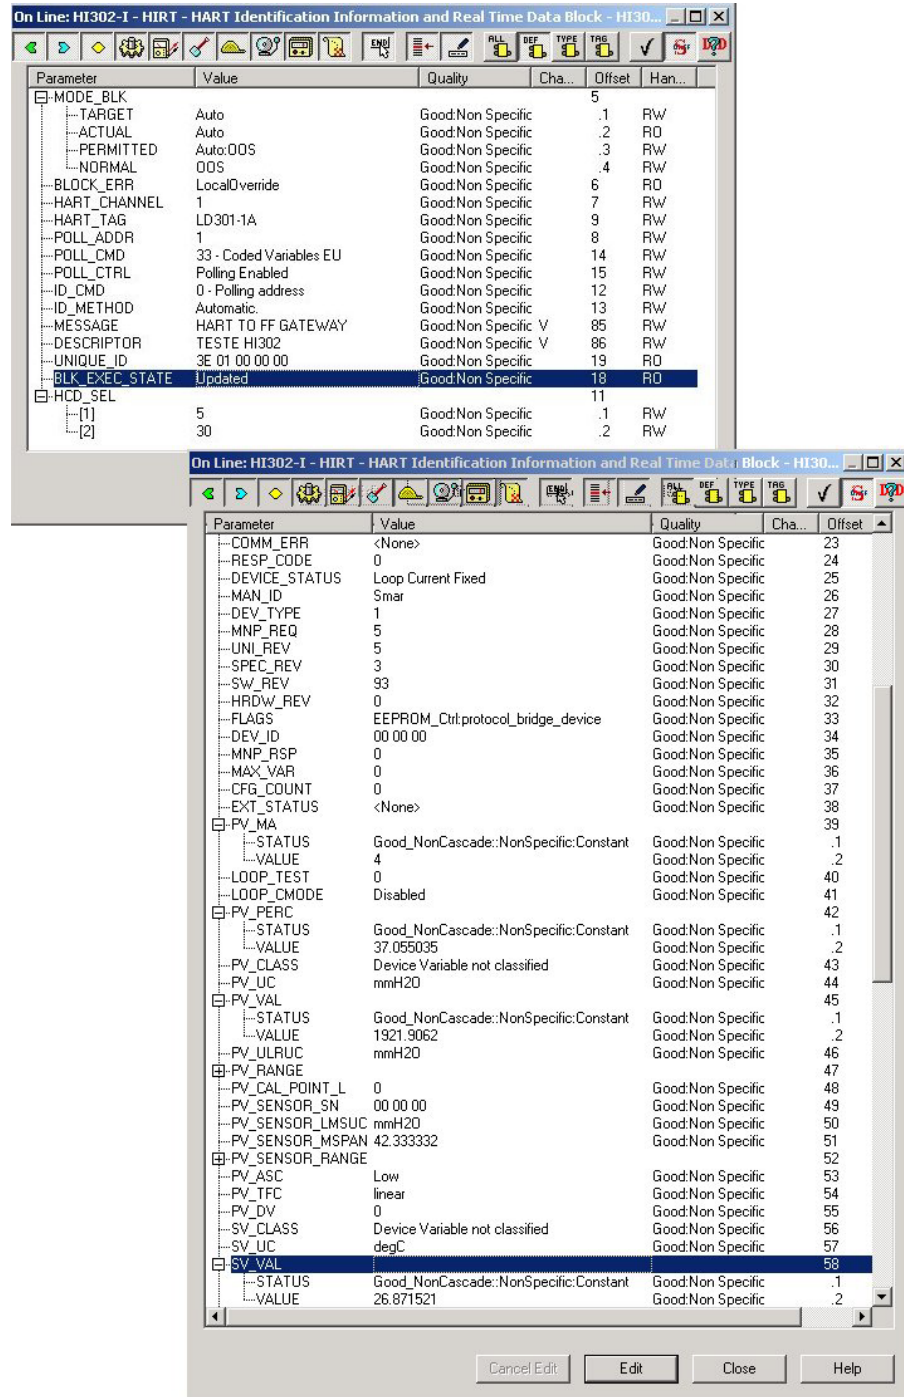 On Line: HI302-I - HIRT - HART Identification Information and Real Time Data Block - HI30...
ALL DEF TYPE TAG
END
Parameter Value Quality Cha... Offset Han...
MODE_BLK 5
TARGET Auto Good:Non Specific .1 RW
ACTUAL Auto Good:Non Specific .2 RO
PERMITTED Auto:OOS Good:Non Specific .3 RW
NORMAL OOS Good:Non Specific .4 RW
BLOCK_ERR LocalOverride Good:Non Specific 6 RO
HART_CHANNEL 1 Good:Non Specific 7 RW
HART_TAG LD301-1A Good:Non Specific 9 RW
POLL_ADDR 1 Good:Non Specific 8 RW
POLL_CMD 33 - Coded Variables EU Good:Non Specific 14 RW
POLL_CTRL Polling Enabled Good:Non Specific 15 RW
ID_CMD 0 - Polling address Good:Non Specific 12 RW
ID_METHOD Automatic. Good:Non Specific 13 RW
MESSAGE HART TO FF GATEWAY Good:Non Specific V 85 RW
DESCRIPTOR TESTE HI302 Good:Non Specific V 86 RW
UNIQUE_ID 3E 01 00 00 00 Good:Non Specific 19 RO
BLK_EXEC_STATE Updated Good:Non Specific 18 RO
HCD_SEL 11
[1] 5 Good:Non Specific .1 RW
[2] 30 Good:Non Specific .2 RW
On Line: HI302-I - HIRT - HART Identification Information and Real Time Data Block - HI30...
ALL DEF TYPE TAG
END
Parameter Value Quality Cha... Offset
COMM_ERR <None> Good:Non Specific 23
RESP_CODE 0 Good:Non Specific 24
DEVICE_STATUS Loop Current Fixed Good:Non Specific 25
MAN_ID Smar Good:Non Specific 26
DEV_TYPE 1 Good:Non Specific 27
MNP_REQ 5 Good:Non Specific 28
UNI_REV 5 Good:Non Specific 29
SPEC_REV 3 Good:Non Specific 30
SW_REV 93 Good:Non Specific 31
HRDW_REV 0 Good:Non Specific 32
FLAGS EEPROM_Ctrl:protocol_bridge_device Good:Non Specific 33
DEV_ID 00 00 00 Good:Non Specific 34
MNP_RSP 0 Good:Non Specific 35
MAX_VAR 0 Good:Non Specific 36
CFG_COUNT 0 Good:Non Specific 37
EXT_STATUS <None> Good:Non Specific 38
PV_MA 39
STATUS Good_NonCascade::NonSpecific:Constant Good:Non Specific .1
VALUE 4 Good:Non Specific .2
LOOP_TEST 0 Good:Non Specific 40
LOOP_CMODE Disabled Good:Non Specific 41
PV_PERC 42
STATUS Good_NonCascade::NonSpecific:Constant Good:Non Specific .1
VALUE 37.055035 Good:Non Specific .2
PV_CLASS Device Variable not classified Good:Non Specific 43
PV_UC mmH2O Good:Non Specific 44
PV_VAL 45
STATUS Good_NonCascade::NonSpecific:Constant Good:Non Specific .1
VALUE 1921.9062 Good:Non Specific .2
PV_ULRUC mmH2O Good:Non Specific 46
PV_RANGE 47
PV_CAL_POINT_L 0 Good:Non Specific 48
PV_SENSOR_SN 00 00 00 Good:Non Specific 49
PV_SENSOR_LMSUC mmH2O Good:Non Specific 50
PV_SENSOR_MSPAN 42.333332 Good:Non Specific 51
PV_SENSOR_RANGE 52
PV_ASC Low Good:Non Specific 53
PV_TFC linear Good:Non Specific 54
PV_DV 0 Good:Non Specific 55
SV_CLASS Device Variable not classified Good:Non Specific 56
SV_UC degC Good:Non Specific 57
SV_VAL 58
STATUS Good_NonCascade::NonSpecific:Constant Good:Non Specific .1
VALUE 26.871521 Good:Non Specific .2
Cancel Edit Edit Close Help